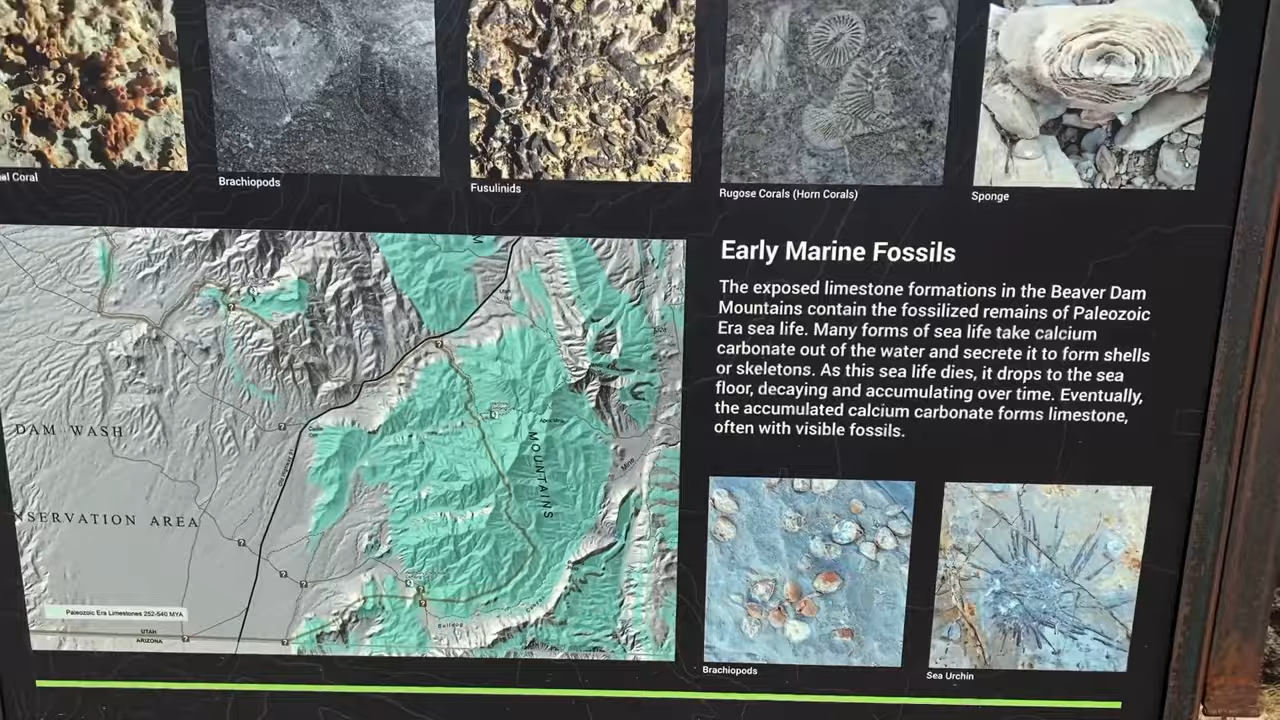 al Coral
Brachiopods
Fusulinids
Rugose Corals (Horn Corals)
Sponge
Early Marine Fossils
The exposed limestone formations in the Beaver Dam
Mountains contain the fossilized remains of Paleozoic
Era sea life. Many forms of sea life take calcium
carbonate out of the water and secrete it to form shells
or skeletons. As this sea life dies, it drops to the sea
floor, decaying and accumulating over time. Eventually,
the accumulated calcium carbonate forms limestone,
often with visible fossils.
M
DAM WASH
NSERVATION AREA
MOUNTAINS
Mine
Bulldog
Paleozoic Era Limestones 252-540 MYA
UTAH
ARIZONA
Brachiopods
Sea Urchin